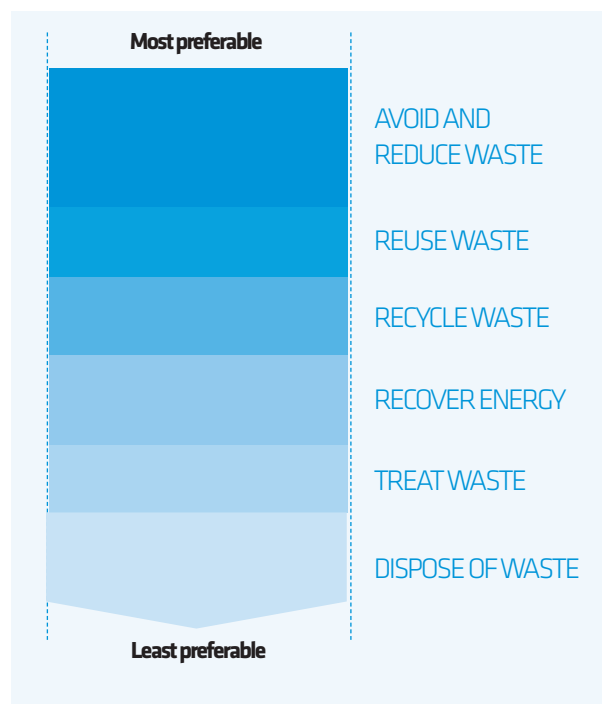 Most preferable
AVOID AND
REDUCE WASTE
REUSE WASTE
RECYCLE WASTE
RECOVER ENERGY
TREAT WASTE
DISPOSE OF WASTE
Least preferable